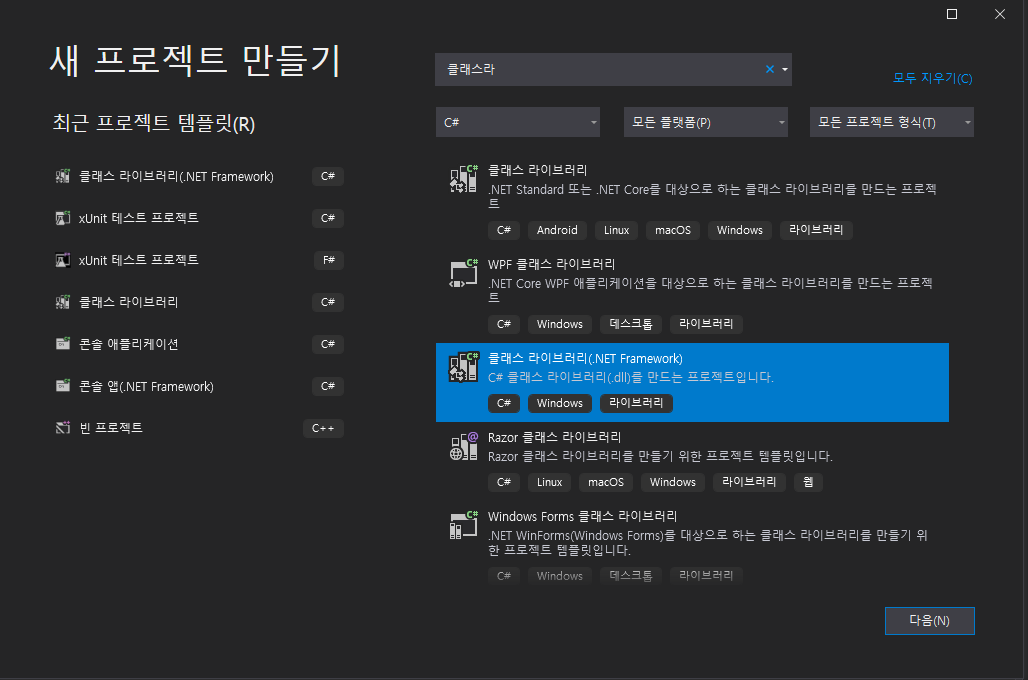 새 프로젝트 만들기
최근 프로젝트 템플릿(R)
클래스 라이브러리(.NET Framework) C#
xUnit 테스트 프로젝트 C#
xUnit 테스트 프로젝트 F#
클래스 라이브러리 C#
콘솔 애플리케이션 C#
콘솔 앱(.NET Framework) C#
빈 프로젝트 C++
클래스라
모두 지우기(C)
C# 모든 플랫폼(P) 모든 프로젝트 형식(T)
클래스 라이브러리
.NET Standard 또는 .NET Core를 대상으로 하는 클래스 라이브러리를 만드는 프로젝
트
C# Android Linux macOS Windows 라이브러리
WPF 클래스 라이브러리
.NET Core WPF 애플리케이션을 대상으로 하는 클래스 라이브러리를 만드는 프로젝
트
C# Windows 데스크톱 라이브러리
클래스 라이브러리(.NET Framework)
C# 클래스 라이브러리(.dll)를 만드는 프로젝트입니다.
C# Windows 라이브러리
Razor 클래스 라이브러리
Razor 클래스 라이브러리를 만들기 위한 프로젝트 템플릿입니다.
C# Linux macOS Windows 라이브러리 웹
Windows Forms 클래스 라이브러리
.NET WinForms(Windows Forms)를 대상으로 하는 클래스 라이브러리를 만들기 위
한 프로젝트 템플릿입니다.
C# Windows 데스크톱 라이브러리
다음(N)